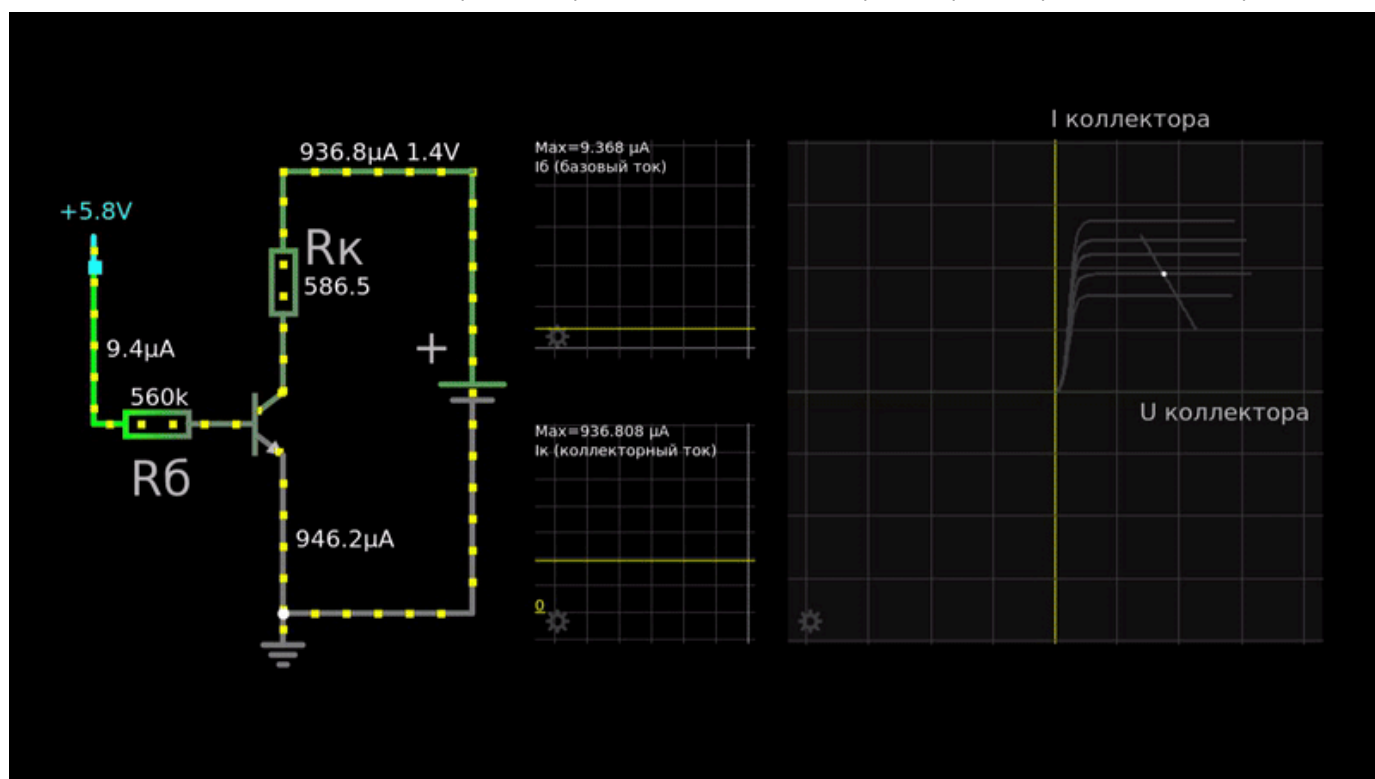 I коллектора
936.8μA 1.4V
Max=9.368 μA
Iб (базовый ток)
+5.8V
Rк
586.5
+
9.4μA
560k
Rб
U коллектора
Max=936.808 μA
Iк (коллекторный ток)
946.2μA
0